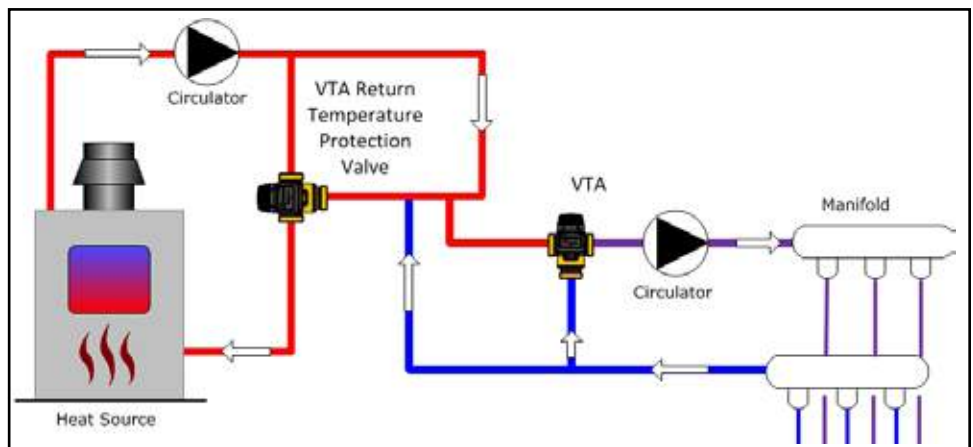 Circulator
VTA Return
Temperature
Protection
Valve
VTA
Manifold
Circulator
Heat Source